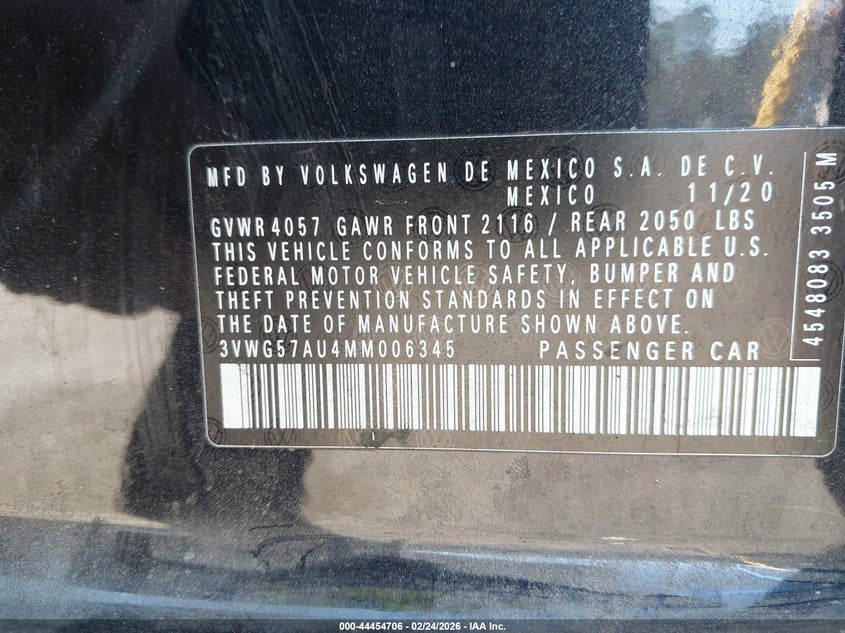 MFD BY VOLKSWAGEN DE MEXICO S.A. DE C.V.
MEXICO 11/20
GVWR 4057 GAWR FRONT 2116 / REAR 2050 LBS
THIS VEHICLE CONFORMS TO ALL APPLICABLE U.S.
FEDERAL MOTOR VEHICLE SAFETY, BUMPER AND
THEFT PREVENTION STANDARDS IN EFFECT ON
THE DATE OF MANUFACTURE SHOWN ABOVE.
3VWG57AU4MM006345 PASSENGER CAR
4548083 3505 M
000-44454706 - 02/24/2026 - IAA Inc.